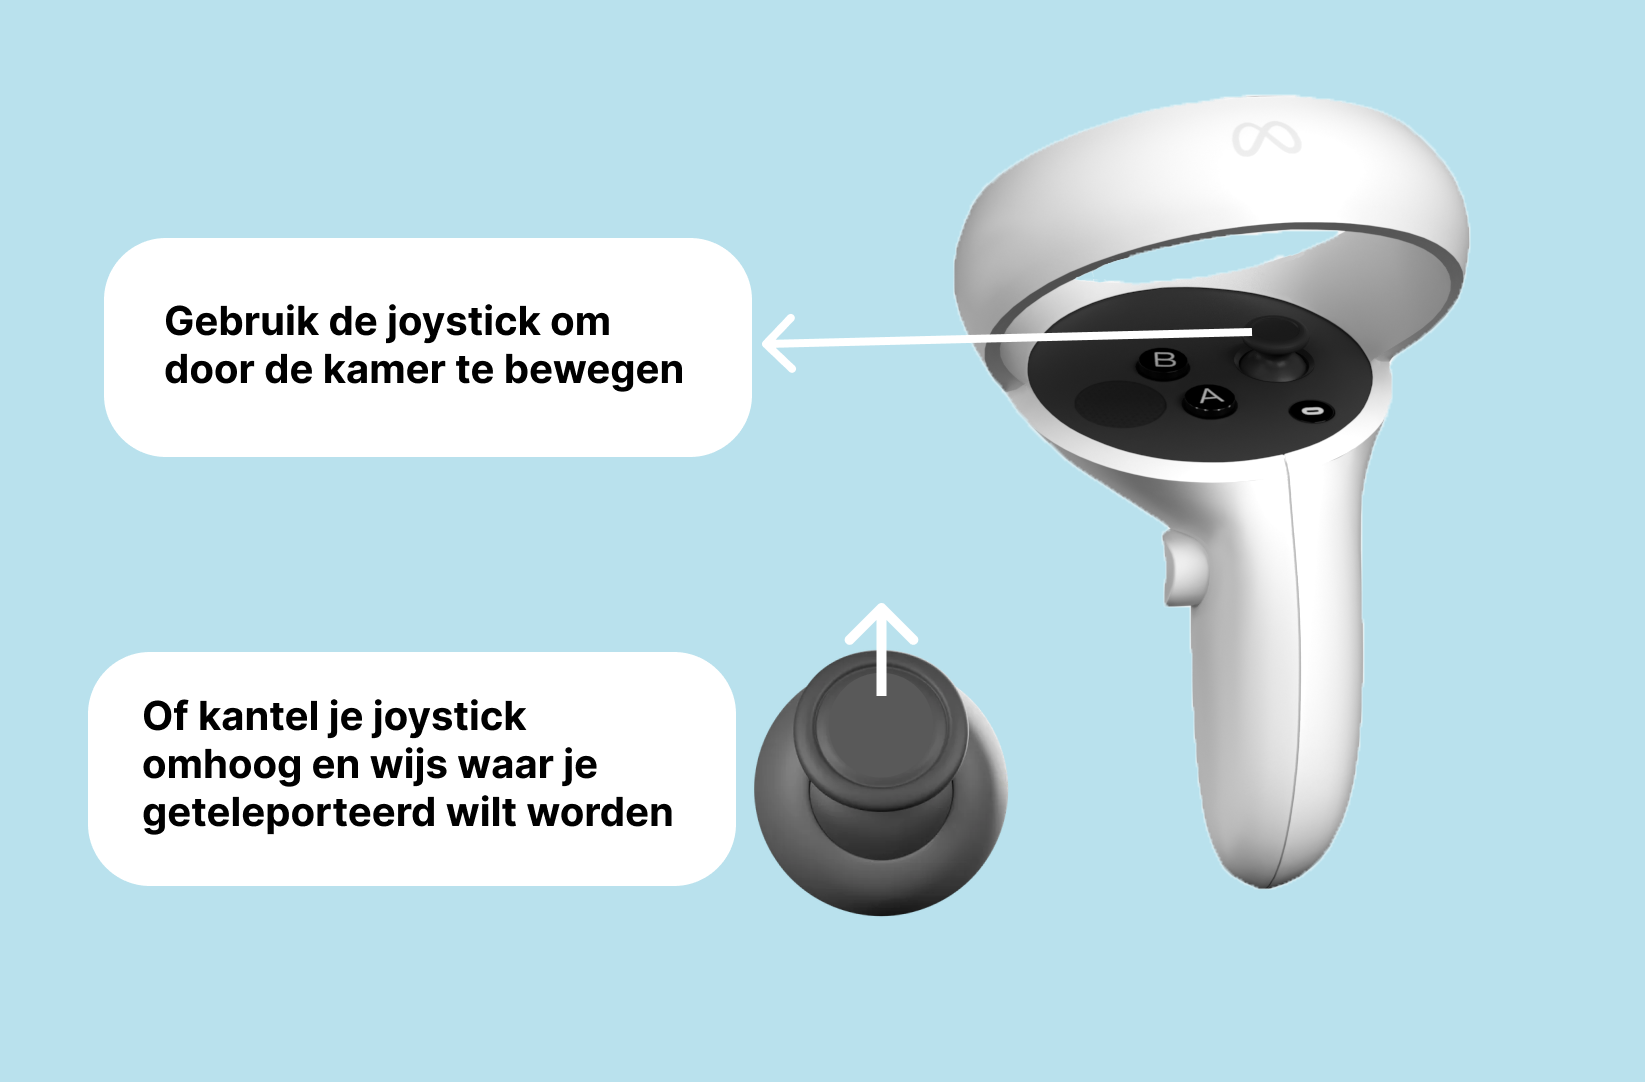 Gebruik de joystick om
door de kamer te bewegen
B
A
Of kantel je joystick
omhoog en wijs waar je
geteleporteerd wilt worden